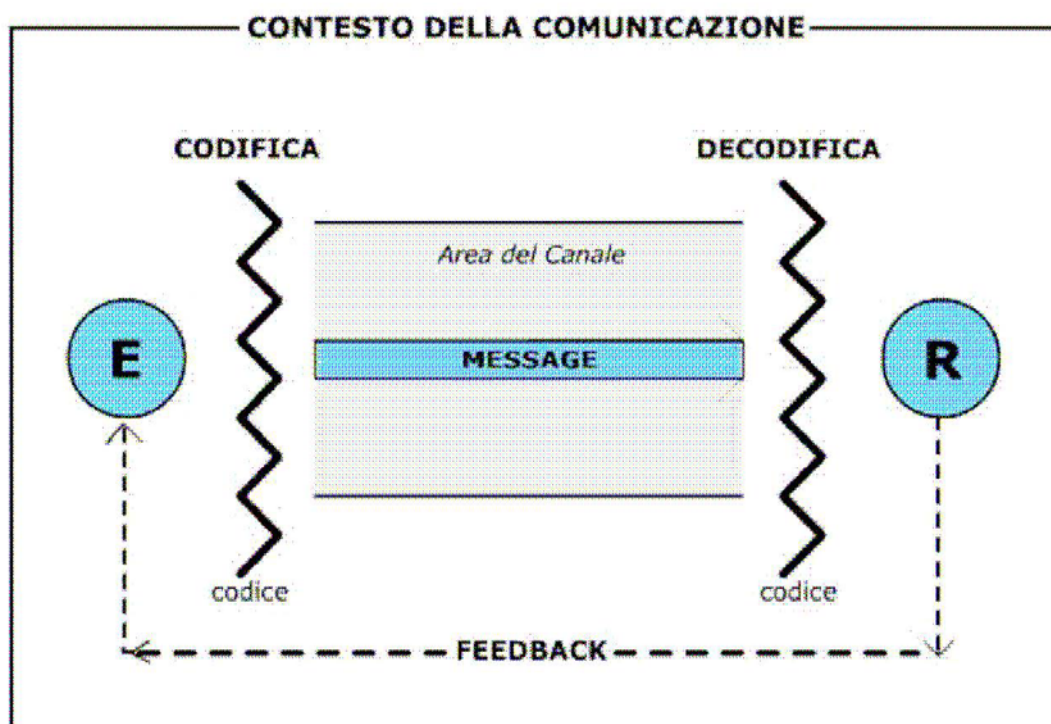 CONTESTO DELLA COMUNICAZIONE
CODIFICA
DECODIFICA
Area del Canale
E
MESSAGE
R
codice
codice
FEEDBACK